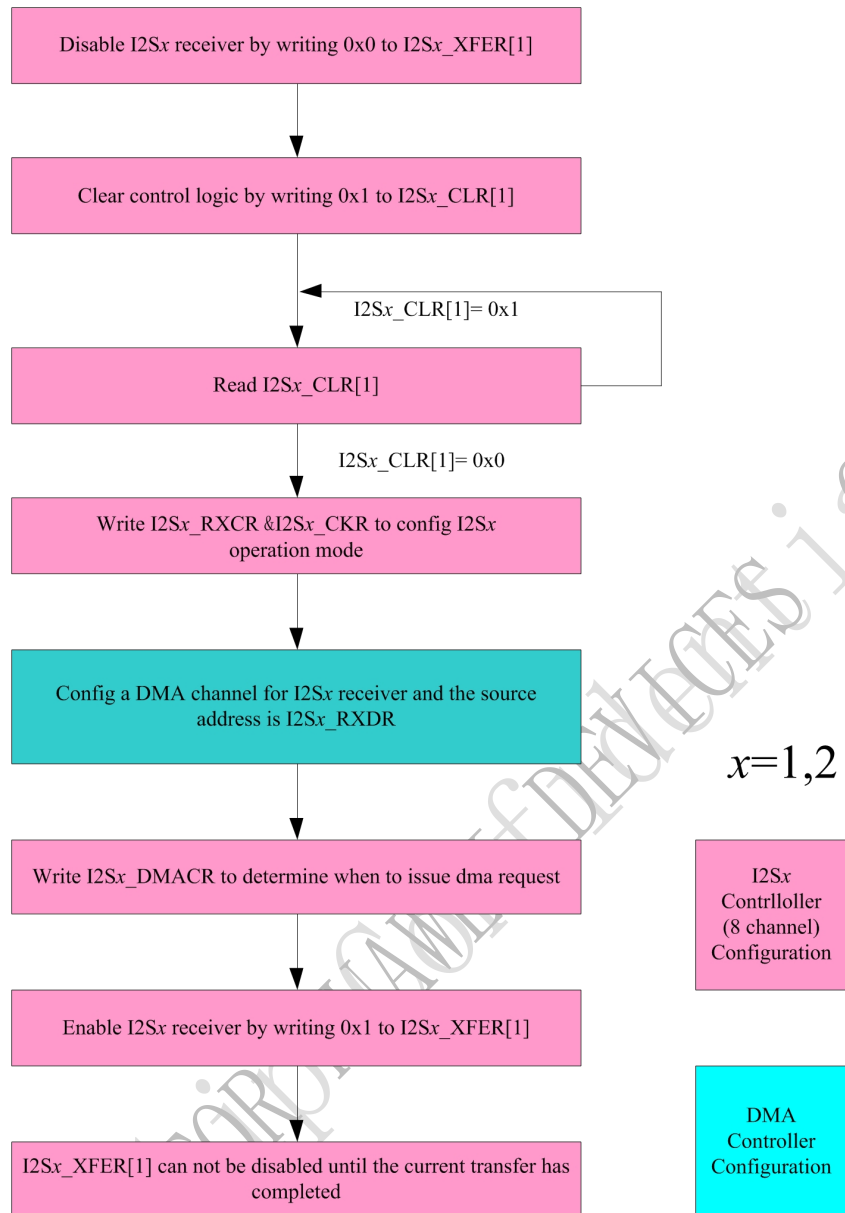 Disable I2Sx receiver by writing 0x0 to I2Sx_XFER[1]
Clear control logic by writing 0x1 to I2Sx_CLR[1]
I2Sx_CLR[1]= 0x1
Read I2Sx_CLR[1]
I2Sx_CLR[1]= 0x0
Write I2Sx_RXCR &I2Sx_CKR to config I2Sx
operation mode
Config a DMA channel for I2Sx receiver and the source
address is I2Sx_RXDR
Write I2Sx_DMACR to determine when to issue dma request
Enable I2Sx receiver by writing 0x1 to I2Sx_XFER[1]
I2Sx_XFER[1] can not be disabled until the current transfer has
completed
x=1,2
I2Sx
Contrlloller
(8 channel)
Configuration
DMA
Controller
Configuration
DEVICES